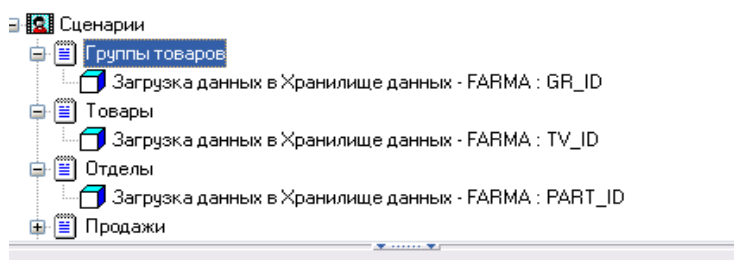 Сценарии
Группы товаров
Загрузка данных в Хранилище данных - FARMA : GR_ID
Товары
Загрузка данных в Хранилище данных - FARMA : TV_ID
Отделы
Загрузка данных в Хранилище данных - FARMA : PART_ID
Продажи